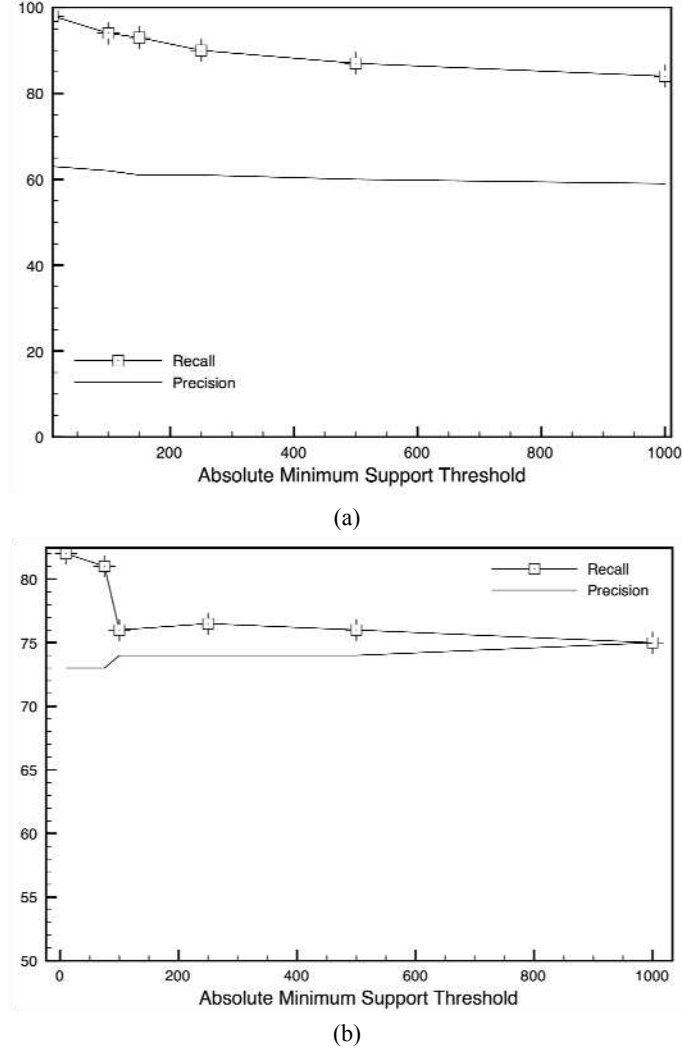 100
80
60
40
20
0
Recall
Precision
200 400 600 800 1000
Absolute Minimum Support Threshold
(a)
80
75
70
65
60
55
50
Recall
Precision
0 200 400 600 800 1000
Absolute Minimum Support Threshold
(b)